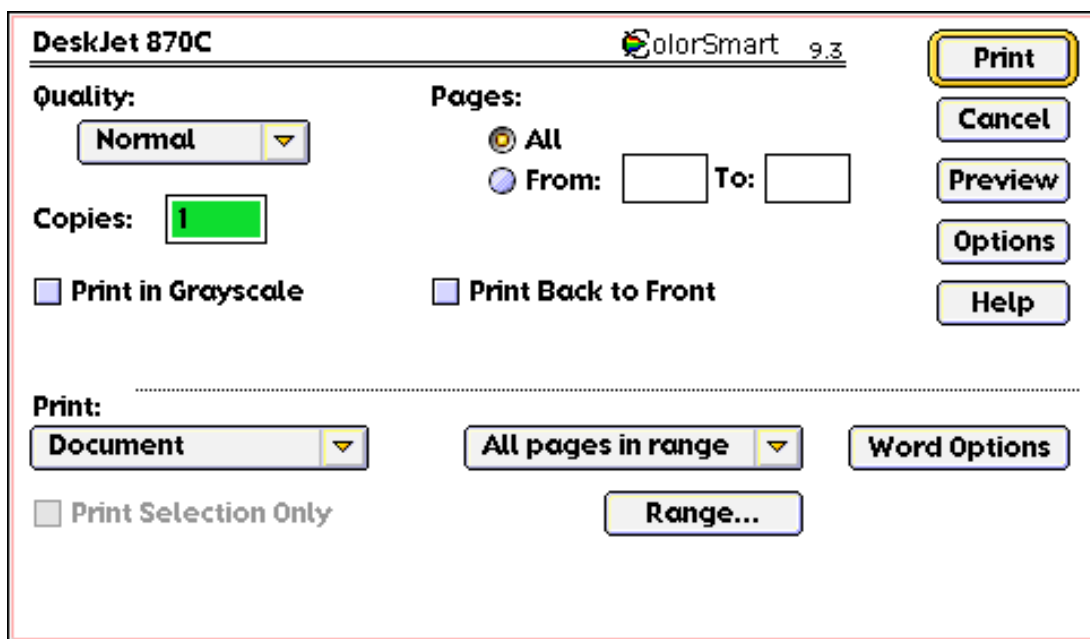 DeskJet 870C ColorSmart 9.3
Print
Quality: Pages:
Cancel
Normal All
From: To:
Preview
Copies: 1
Options
Print in Grayscale Print Back to Front
Help
Print:
Document All pages in range Word Options
Print Selection Only Range...